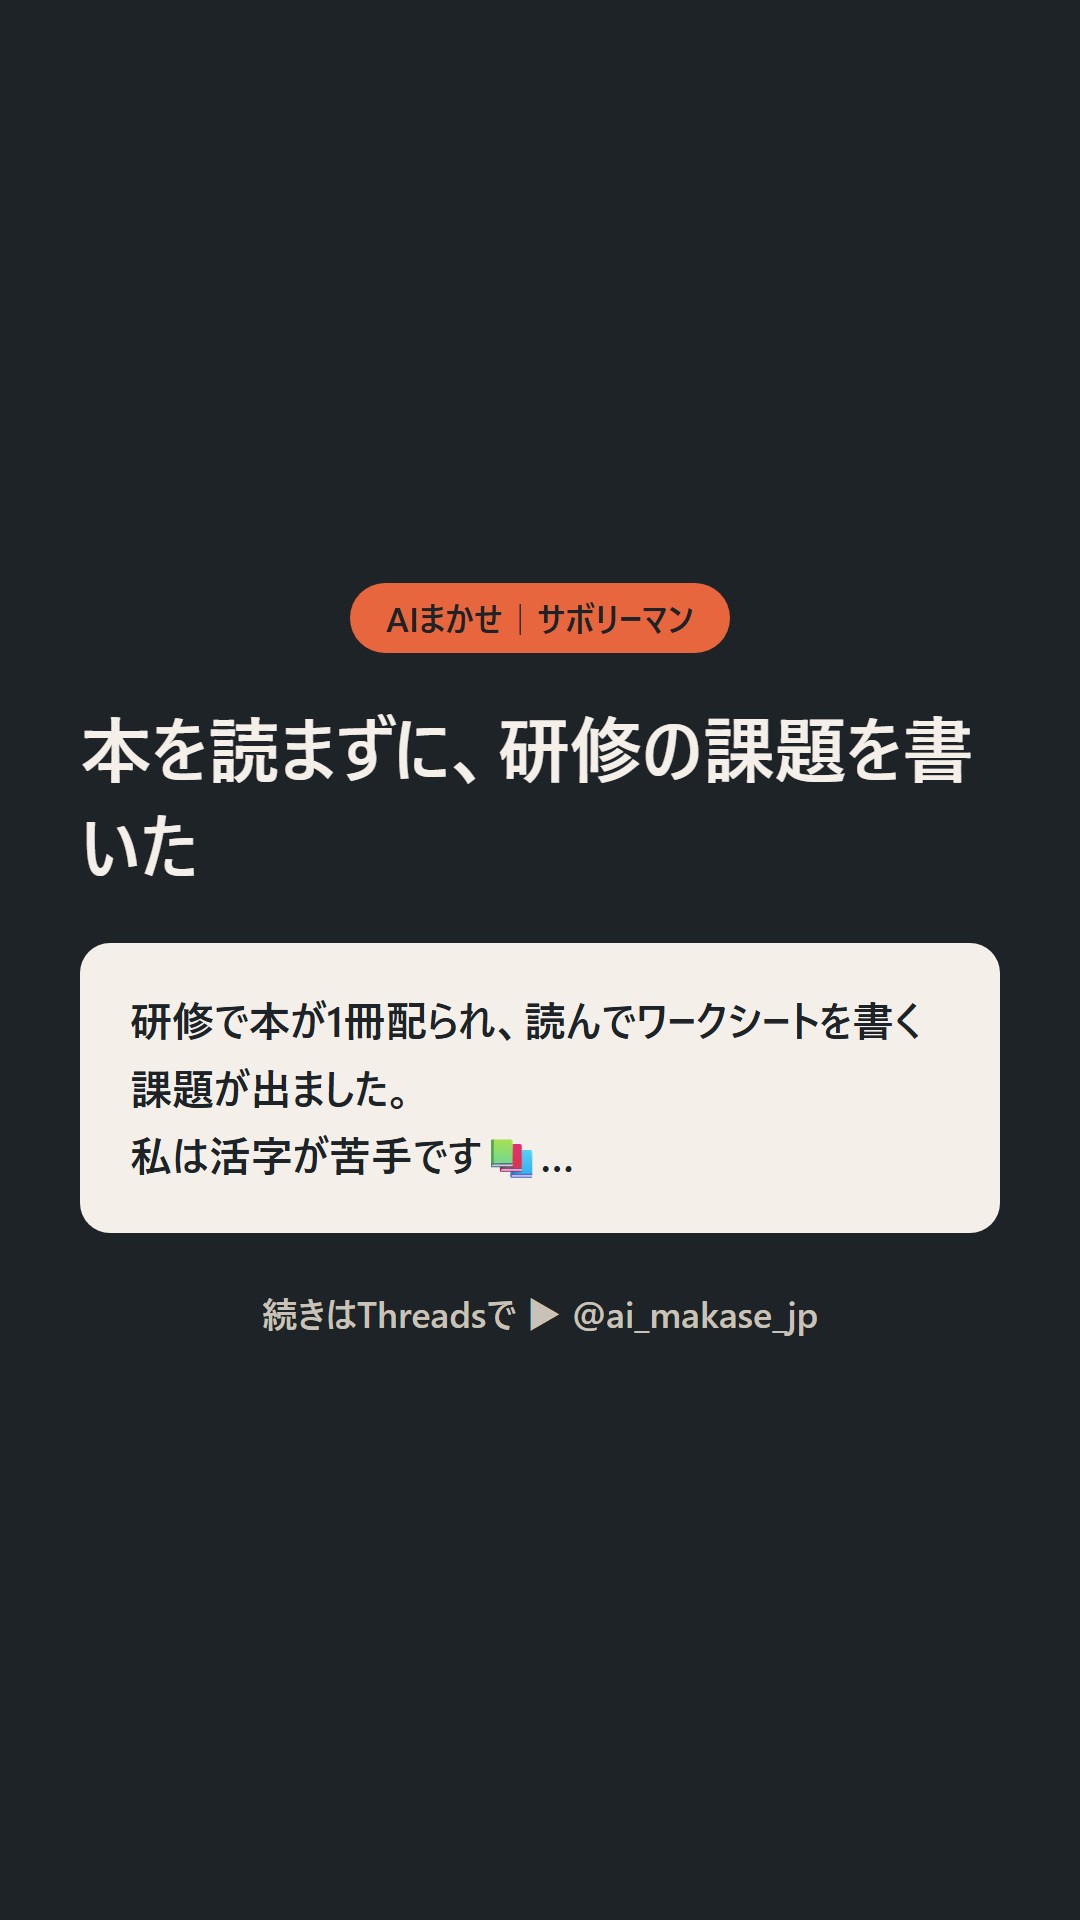 AIまかせ｜サボリーマン
本を読まずに、研修の課題を書
いた
研修で本が1冊配られ、読んでワークシートを書く
課題が出ました。
私は活字が苦手です📚…
続きはThreadsで ▶ @ai_makase_jp